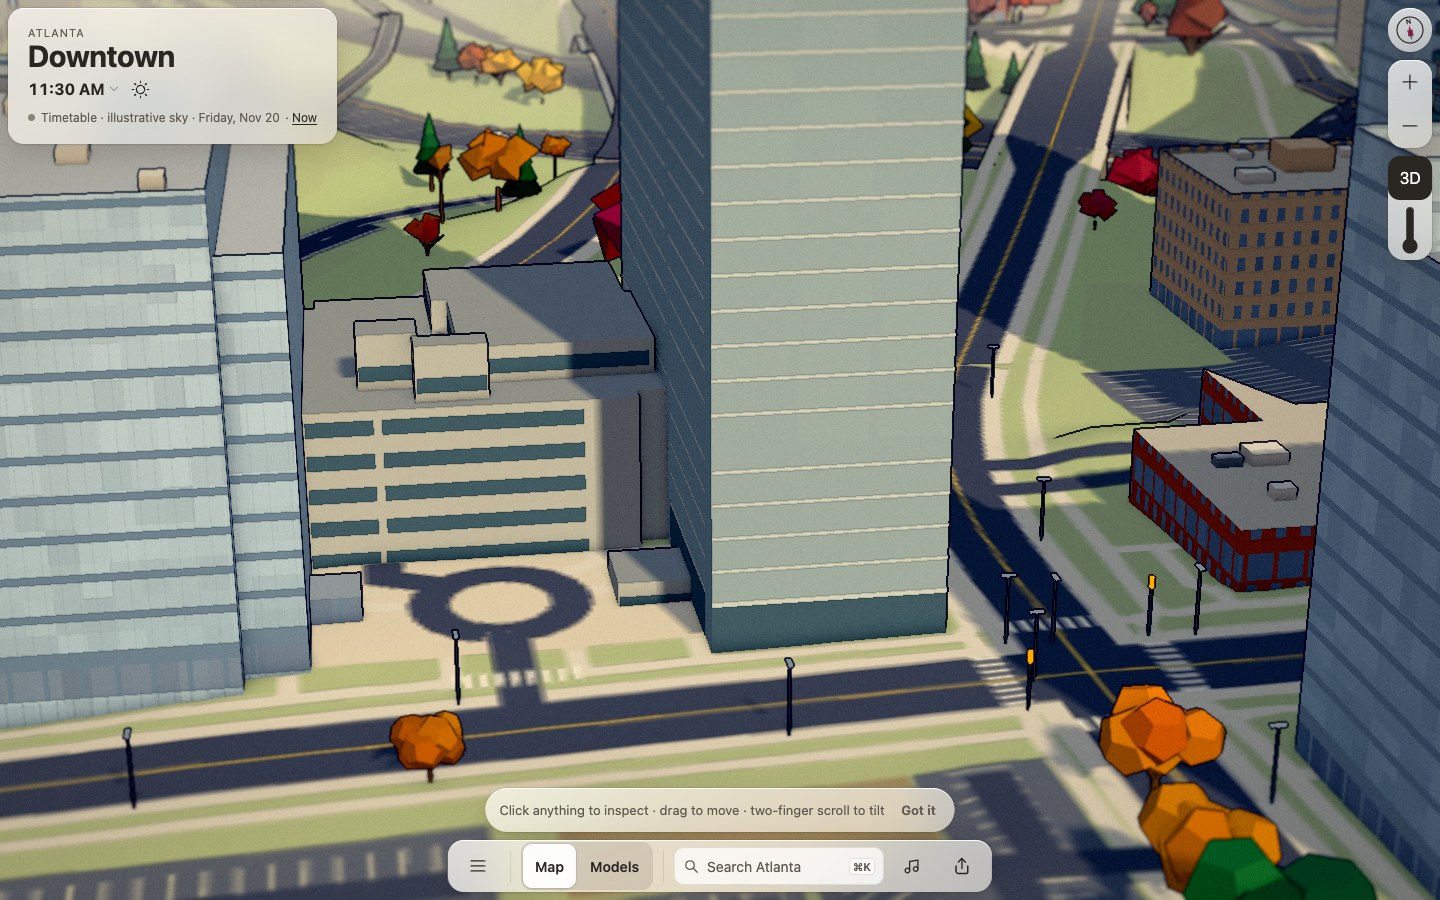 ATLANTA
Downtown
11:30 AM
Timetable · illustrative sky · Friday, Nov 20 · Now
N
+
−
3D
Click anything to inspect · drag to move · two-finger scroll to tilt Got it
Map Models Search Atlanta ⌘K